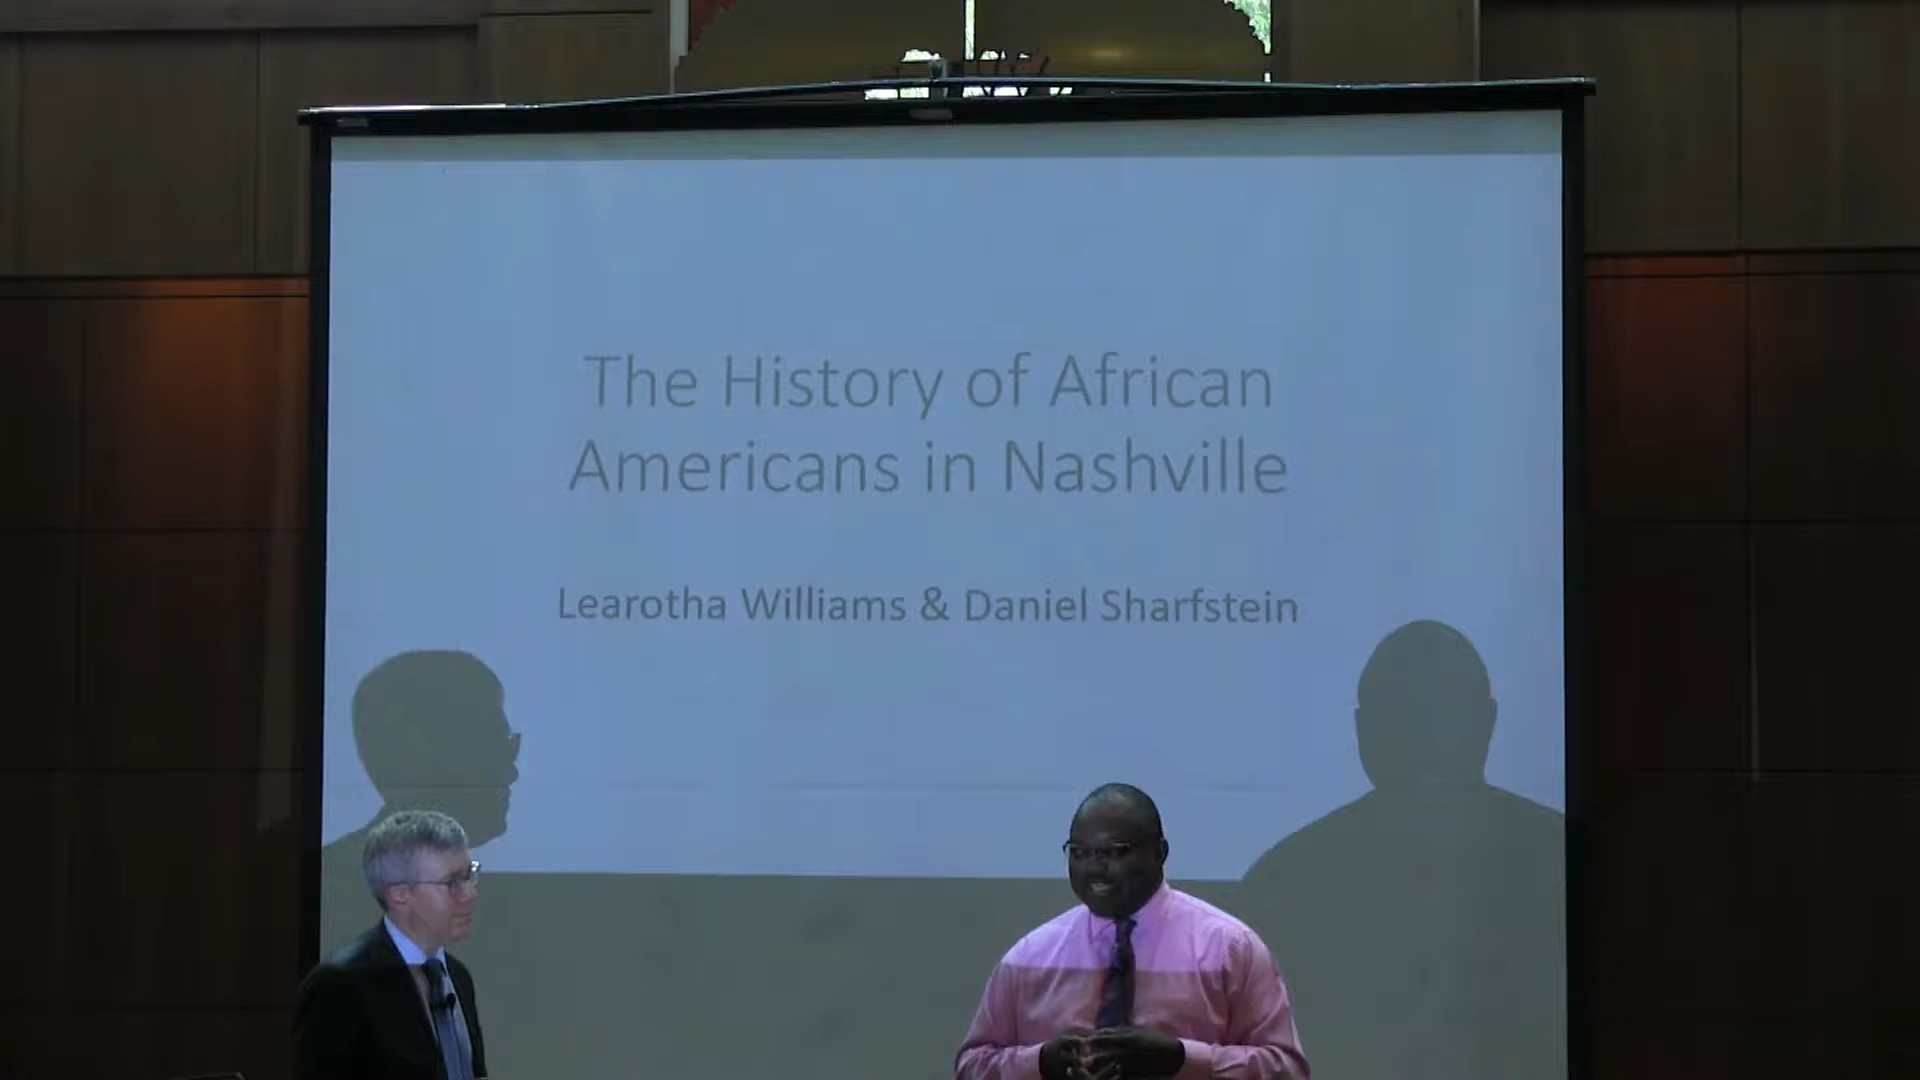 The History of African
Americans in Nashville
Learotha Williams & Daniel Sharfstein